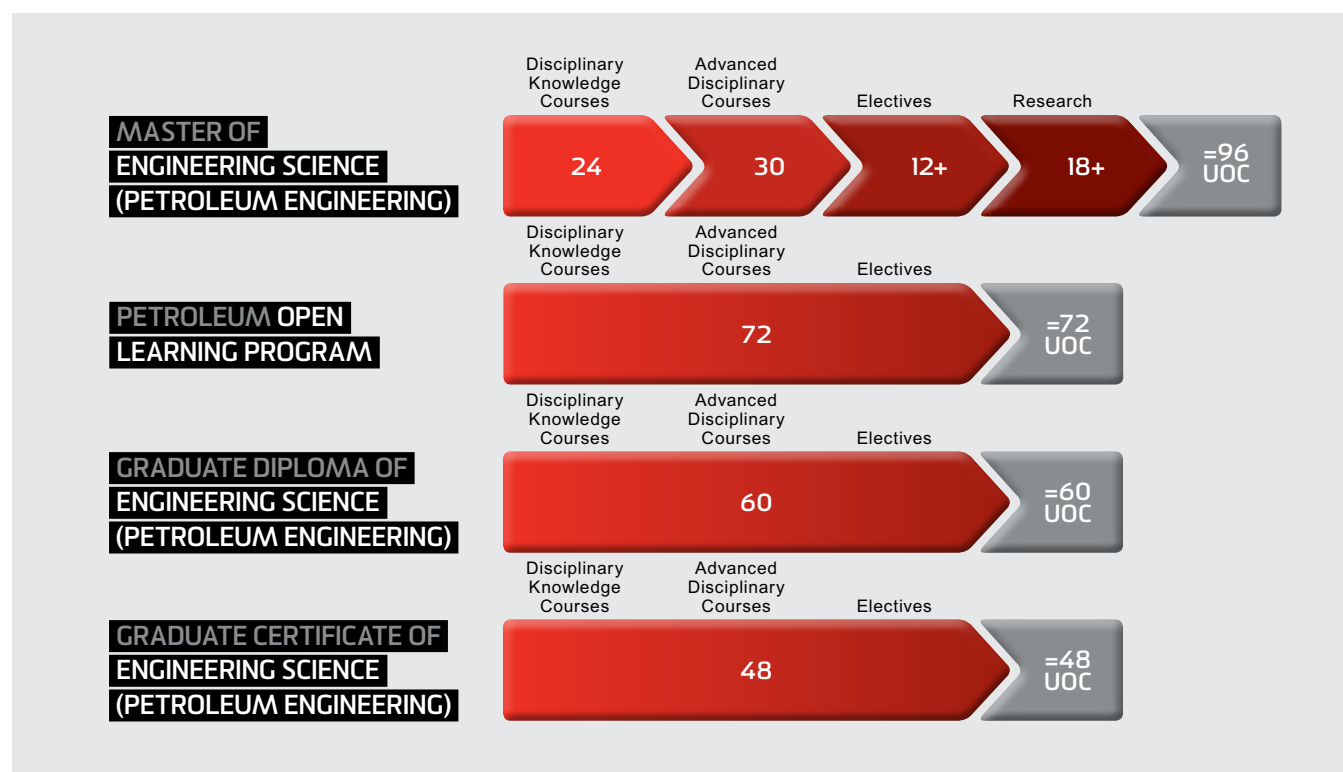 Disciplinary
Knowledge
Courses
Advanced
Disciplinary
Courses
Electives
Research
MASTER OF
ENGINEERING SCIENCE
(PETROLEUM ENGINEERING)
24
30
12+
18+
=96
UOC
Disciplinary
Knowledge
Courses
Advanced
Disciplinary
Courses
Electives
PETROLEUM OPEN
LEARNING PROGRAM
72
=72
UOC
Disciplinary
Knowledge
Courses
Advanced
Disciplinary
Courses
Electives
GRADUATE DIPLOMA OF
ENGINEERING SCIENCE
(PETROLEUM ENGINEERING)
60
=60
UOC
Disciplinary
Knowledge
Courses
Advanced
Disciplinary
Courses
Electives
GRADUATE CERTIFICATE OF
ENGINEERING SCIENCE
(PETROLEUM ENGINEERING)
48
=48
UOC